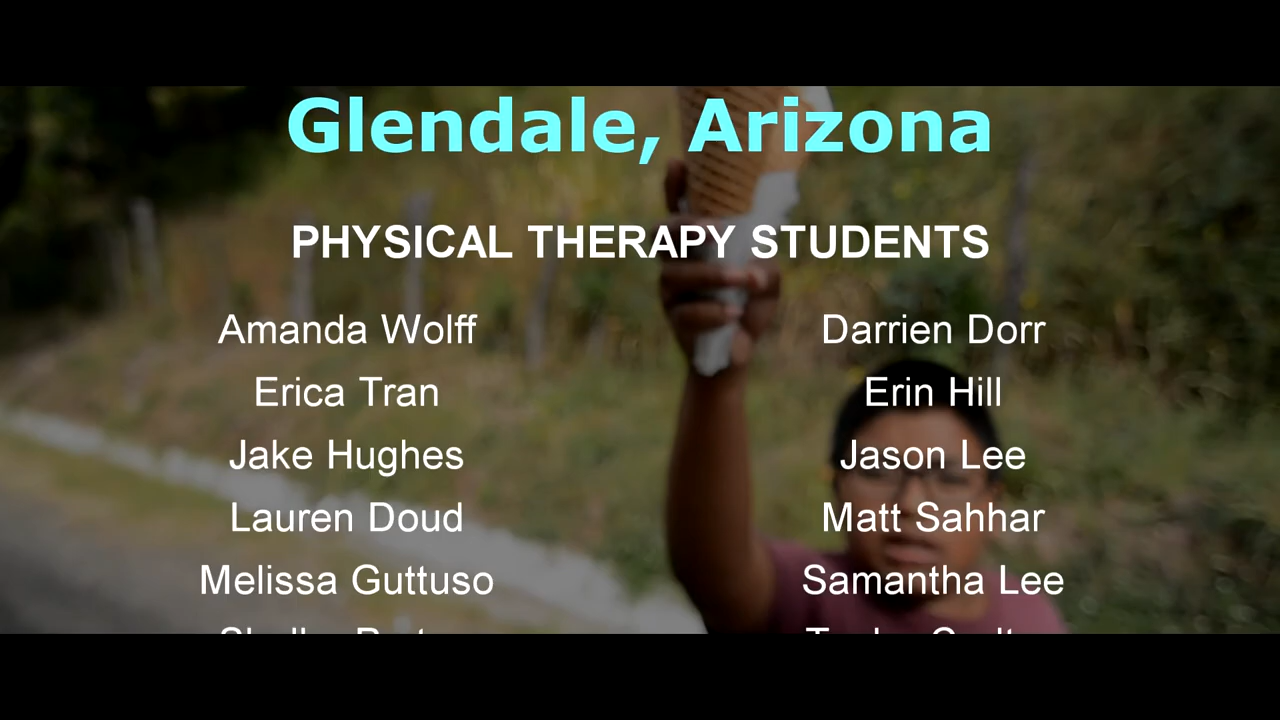 Glendale, Arizona
PHYSICAL THERAPY STUDENTS
Amanda Wolff Darrien Dorr
Erica Tran Erin Hill
Jake Hughes Jason Lee
Lauren Doud Matt Sahhar
Melissa Guttuso Samantha Lee